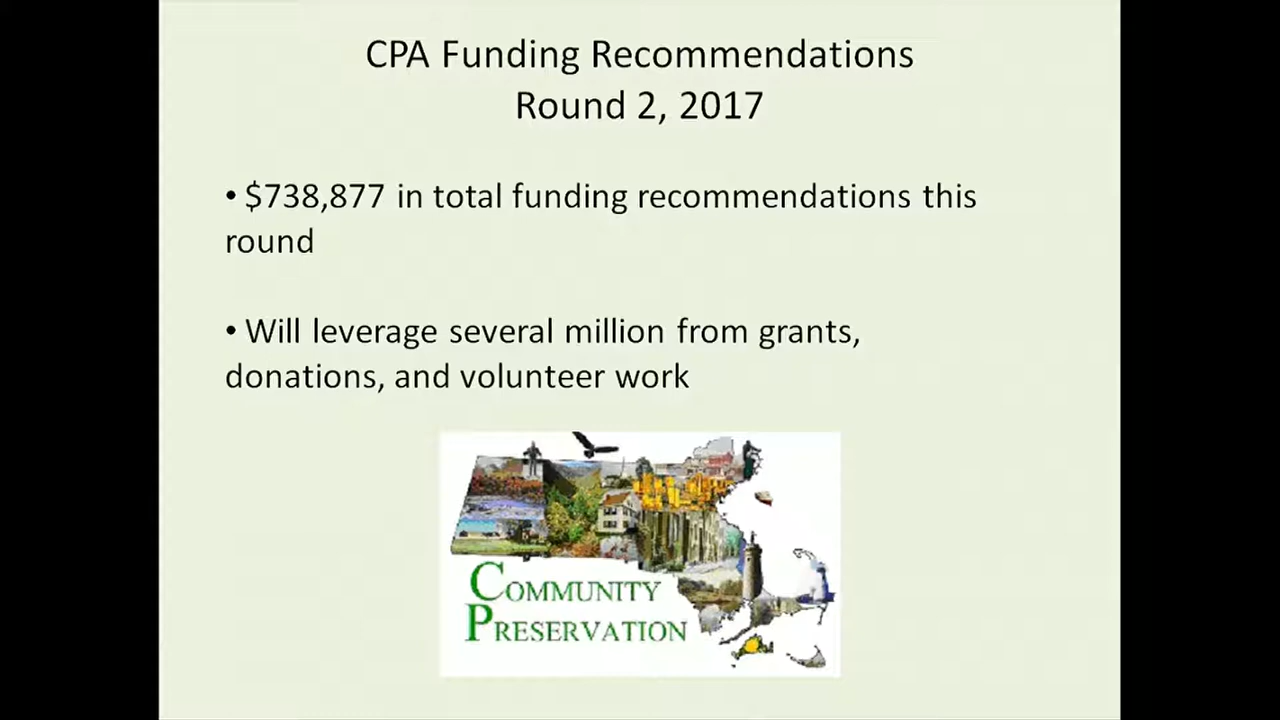 CPA Funding Recommendations
Round 2, 2017
• $738,877 in total funding recommendations this
round
• Will leverage several million from grants,
donations, and volunteer work
COMMUNITY
PRESERVATION